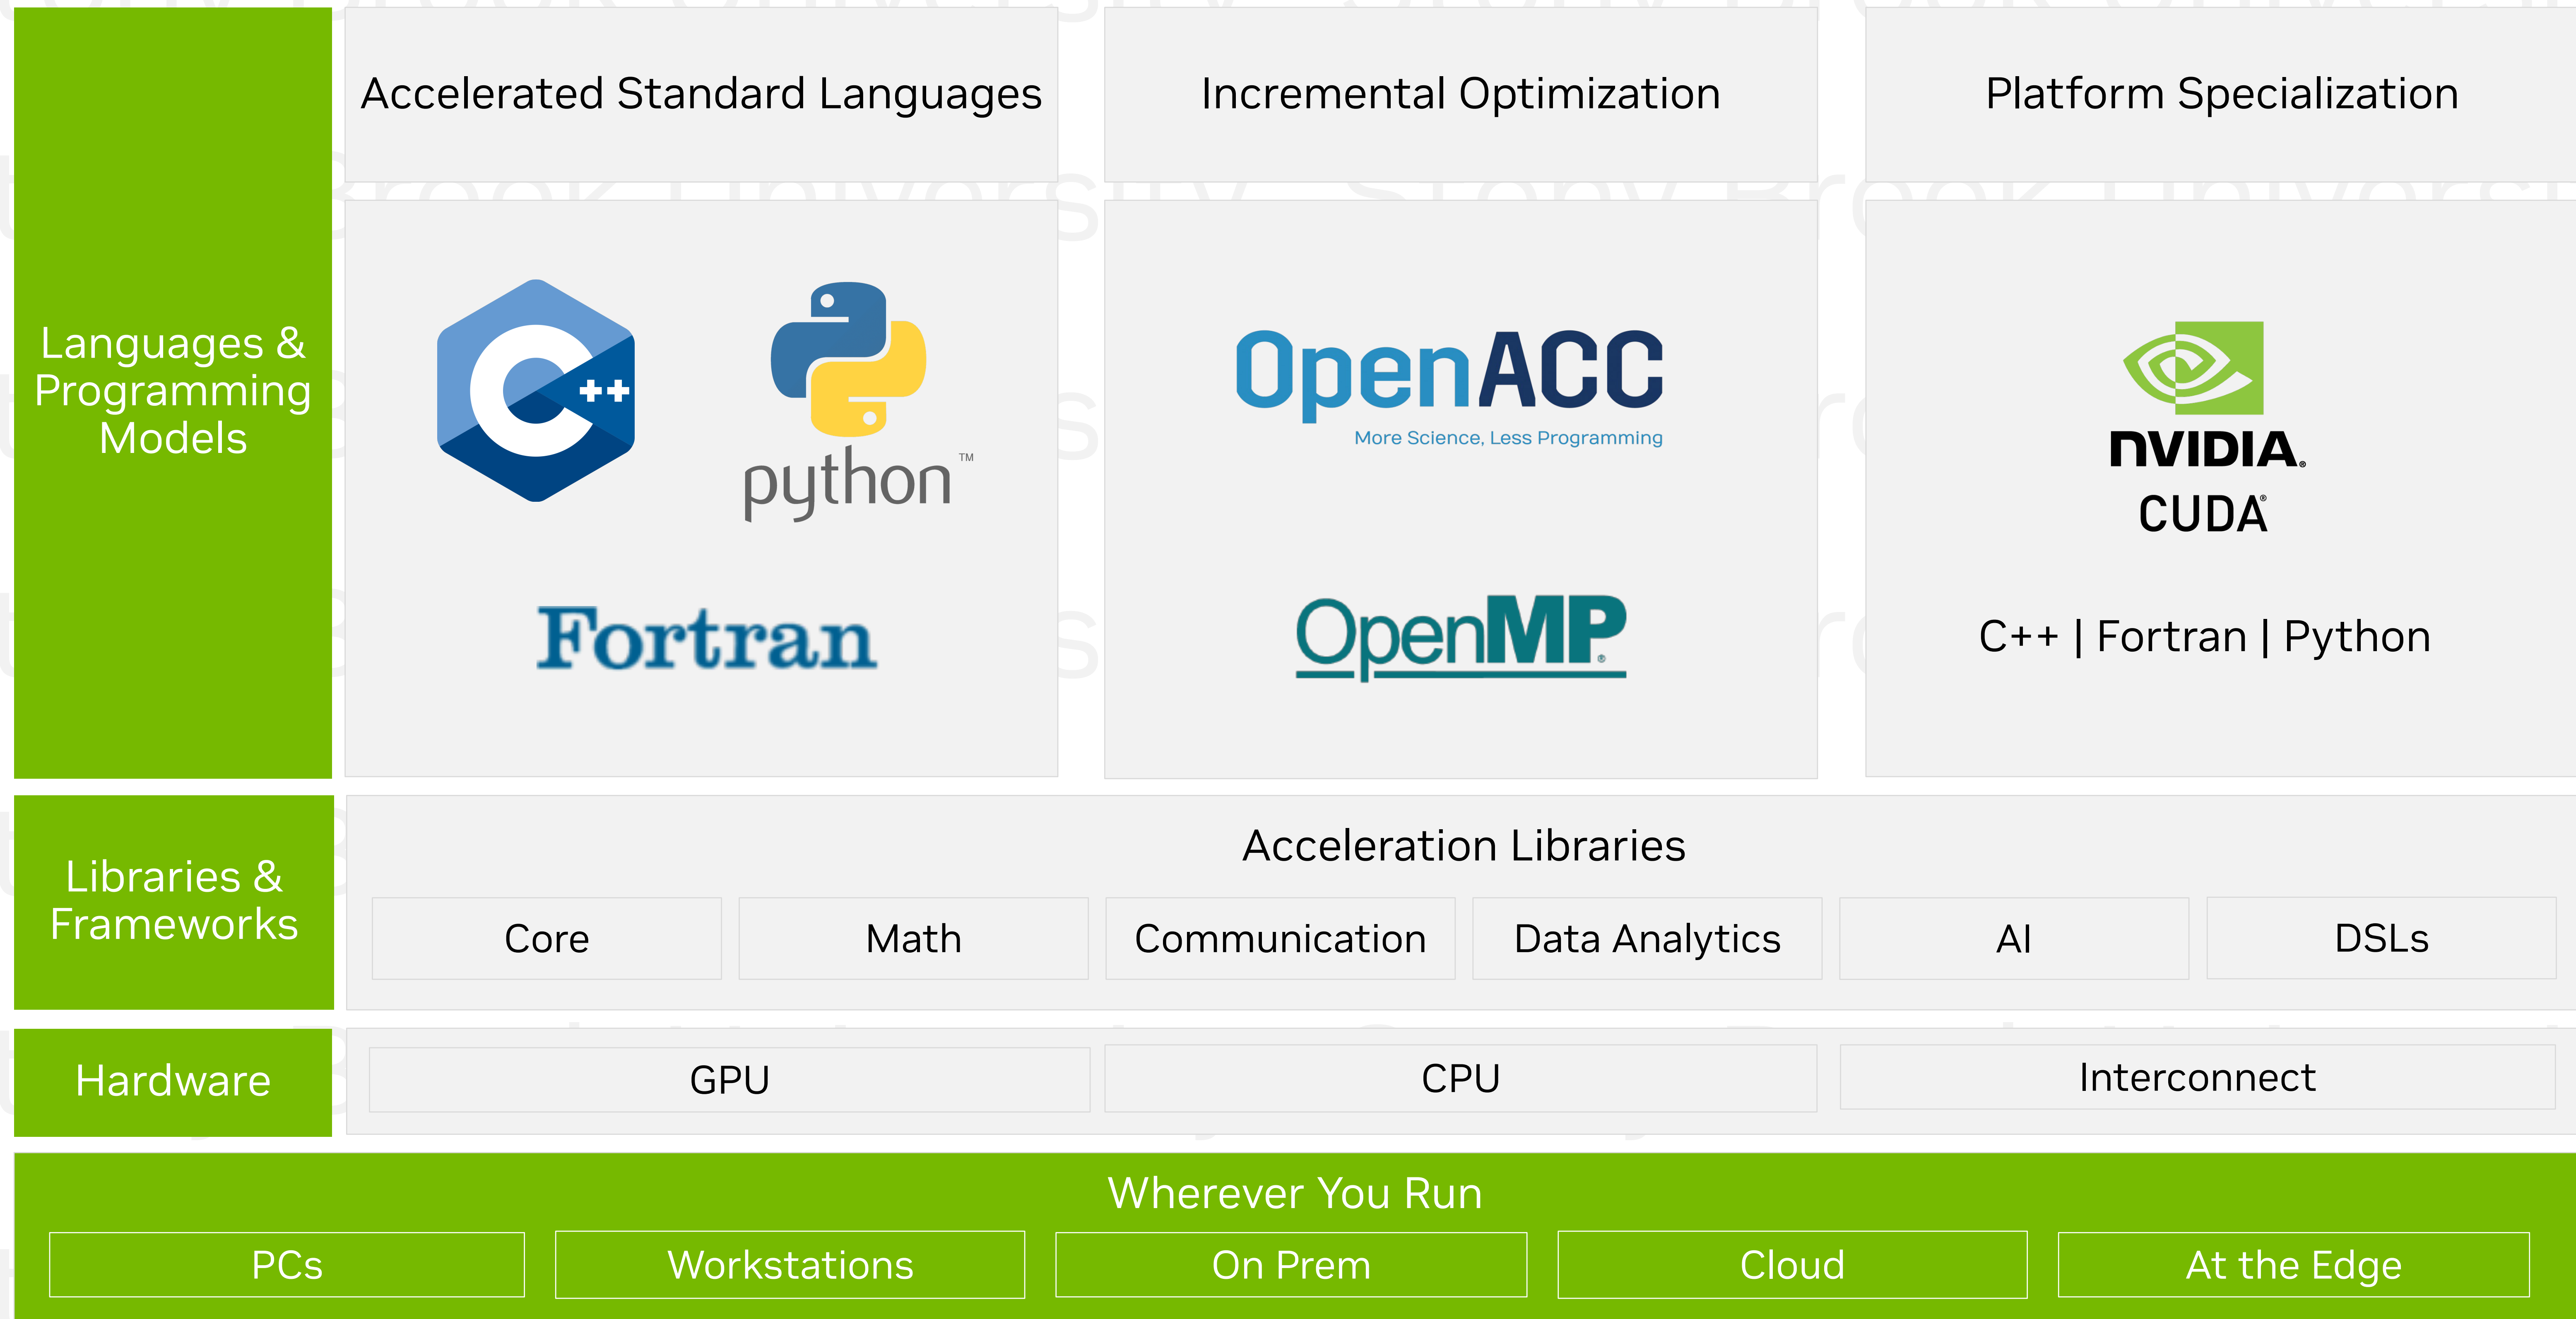 Accelerated Standard Languages
Incremental Optimization
Platform Specialization
Languages &
Programming
Models
C++
python™
Fortran
OpenACC
More Science, Less Programming
OpenMP®
NVIDIA®
CUDA®
C++ | Fortran | Python
Libraries &
Frameworks
Acceleration Libraries
Core
Math
Communication
Data Analytics
AI
DSLs
Hardware
GPU
CPU
Interconnect
Wherever You Run
PCs
Workstations
On Prem
Cloud
At the Edge